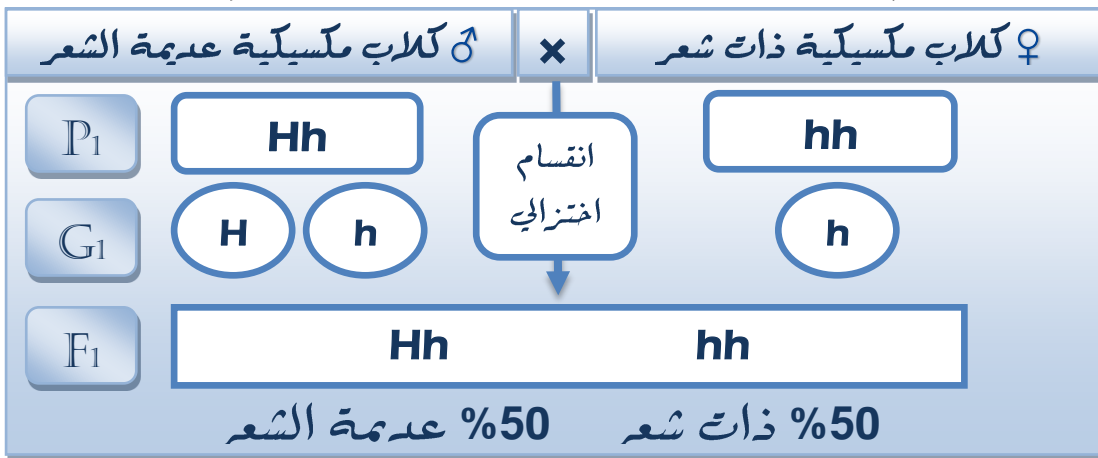 ♀ كلاب مكسيكية ذات شعر × ♂ كلاب مكسيكية عديمة الشعر
P1 Hh hh
انقسام
اختزالي
G1 H h h
F1 Hh hh
50% ذات شعر 50% عديمة الشعر